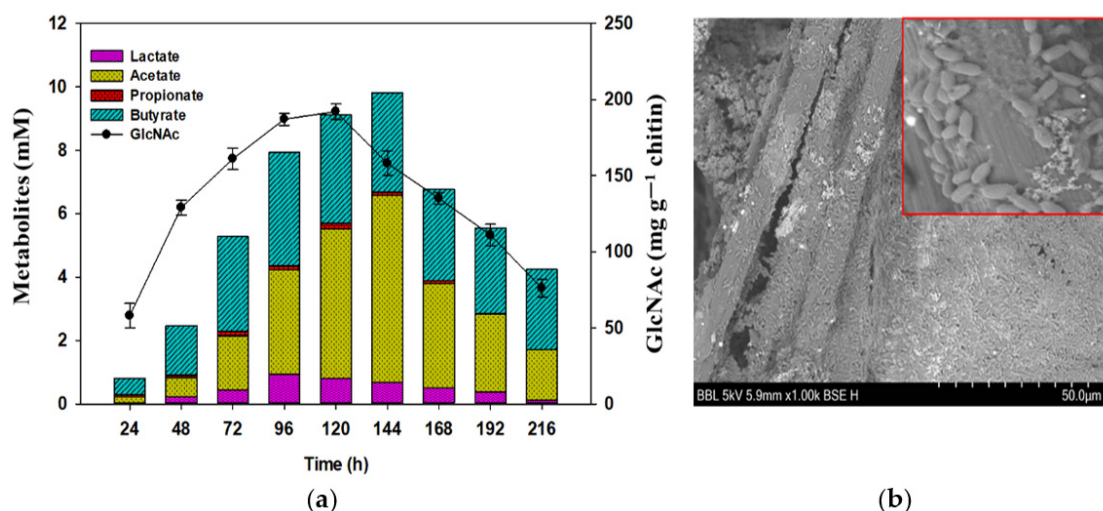 12
10
8
6
4
2
0
Metabolites (mM)
Lactate
Acetate
Propionate
Butyrate
GlcNAc
250
200
150
100
50
0
GlcNAc (mg g⁻¹ chitin)
24 48 72 96 120 144 168 192 216
Time (h)
(a)
BBL 5kV 5.9mm x1.00k BSE H 50.0µm
(b)